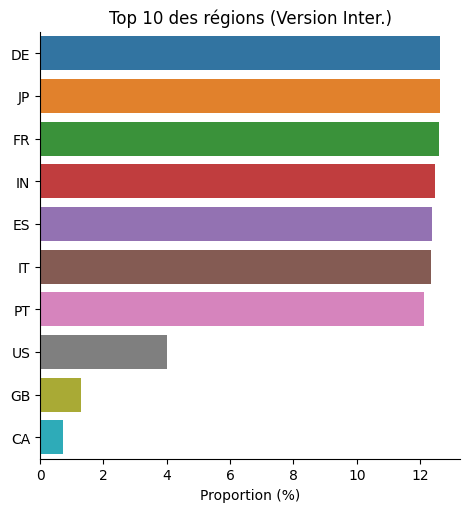 Top 10 des régions (Version Inter.)
DE
JP
FR
IN
ES
IT
PT
US
GB
CA
0 2 4 6 8 10 12
Proportion (%)